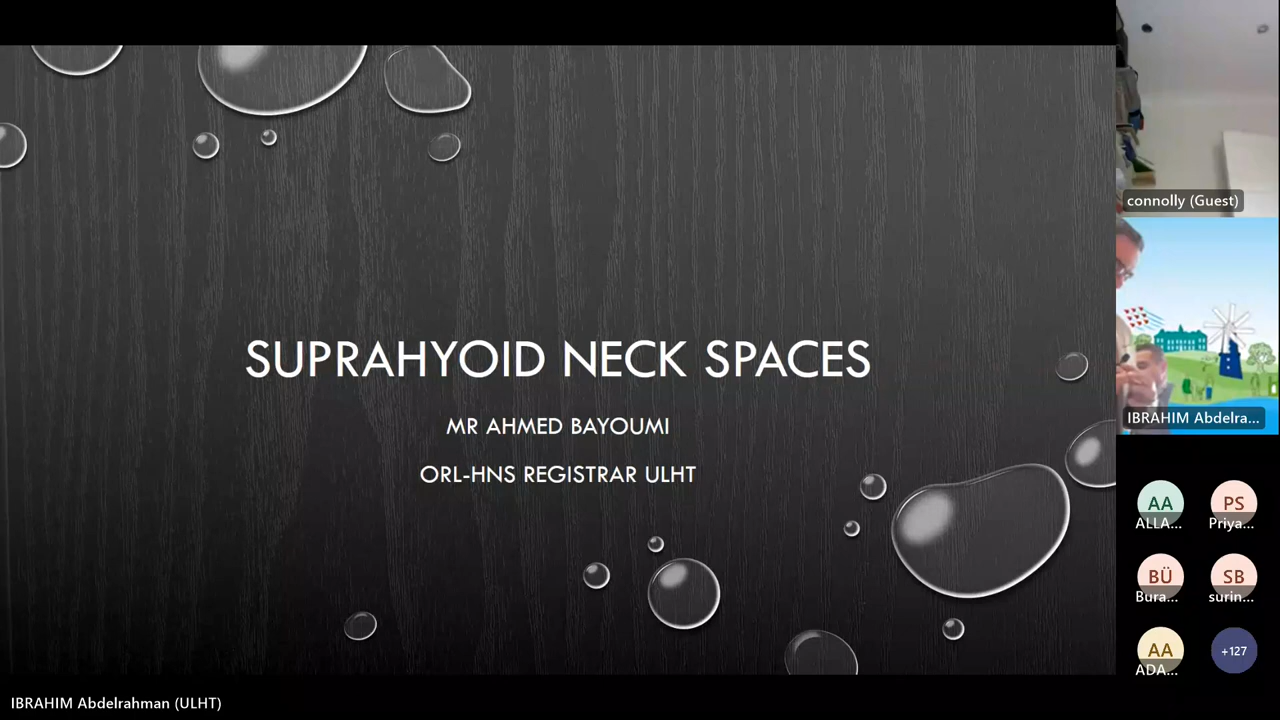 SUPRAHYOID NECK SPACES
MR AHMED BAYOUMI
ORL-HNS REGISTRAR ULHT
connolly (Guest)
IBRAHIM Abdelra...
AA
ALLA...
PS
Priya...
BÜ
Bura...
SB
surin...
AA
ADA...
+127
IBRAHIM Abdelrahman (ULHT)